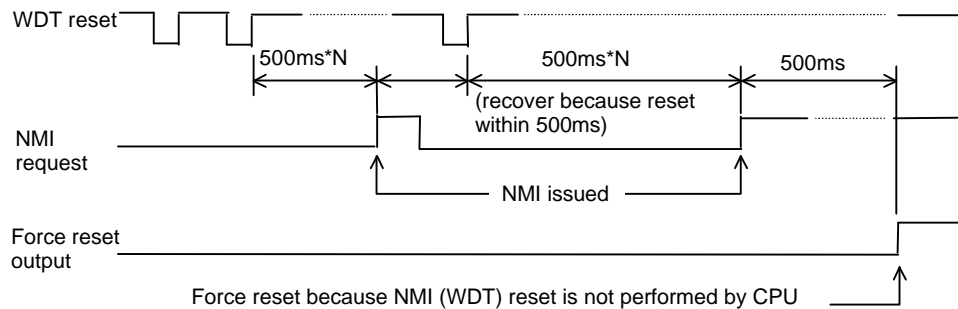 WDT reset
500ms*N
500ms*N
500ms
(recover because reset
within 500ms)
NMI
request
NMI issued
Force reset
output
Force reset because NMI (WDT) reset is not performed by CPU